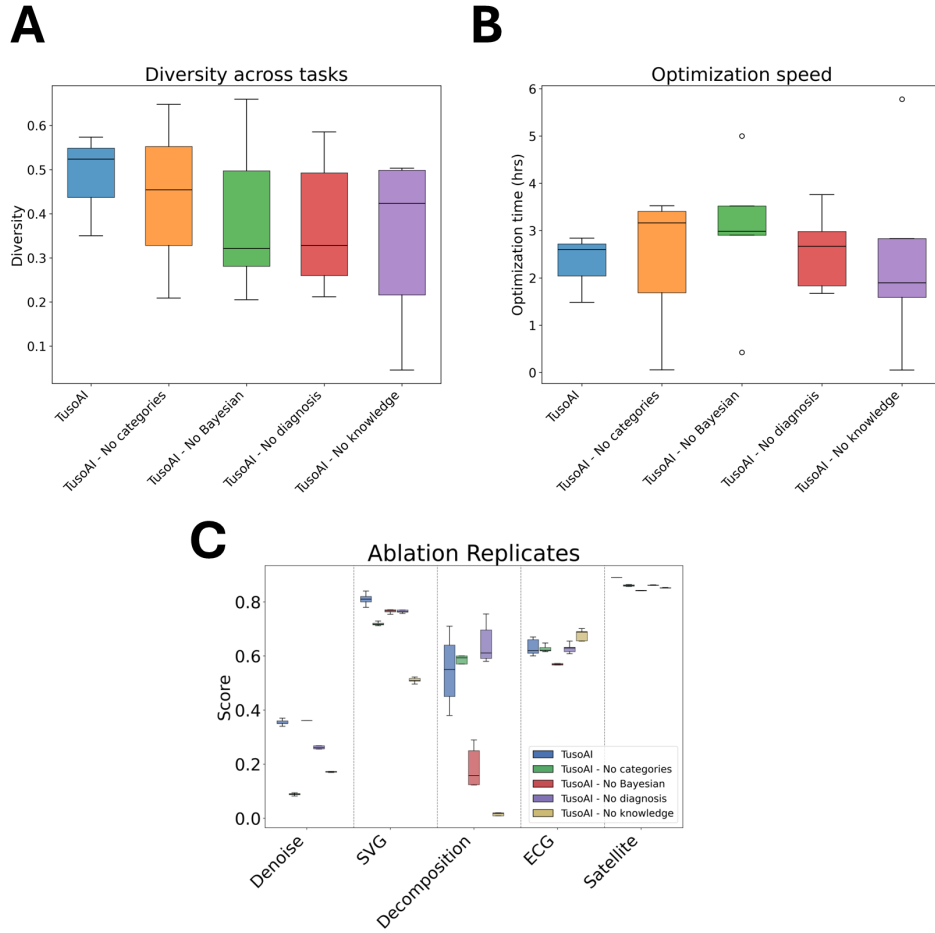 A
Diversity across tasks
Diversity
0.6
0.5
0.4
0.3
0.2
0.1
TusoAI
TusoAI - No categories
TusoAI - No Bayesian
TusoAI - No diagnosis
TusoAI - No knowledge
B
Optimization speed
Optimization time (hrs)
6
5
4
3
2
1
0
TusoAI
TusoAI - No categories
TusoAI - No Bayesian
TusoAI - No diagnosis
TusoAI - No knowledge
C
Ablation Replicates
Score
0.8
0.6
0.4
0.2
0.0
TusoAI
TusoAI - No categories
TusoAI - No Bayesian
TusoAI - No diagnosis
TusoAI - No knowledge
Denoise
SVG
Decomposition
ECG
Satellite